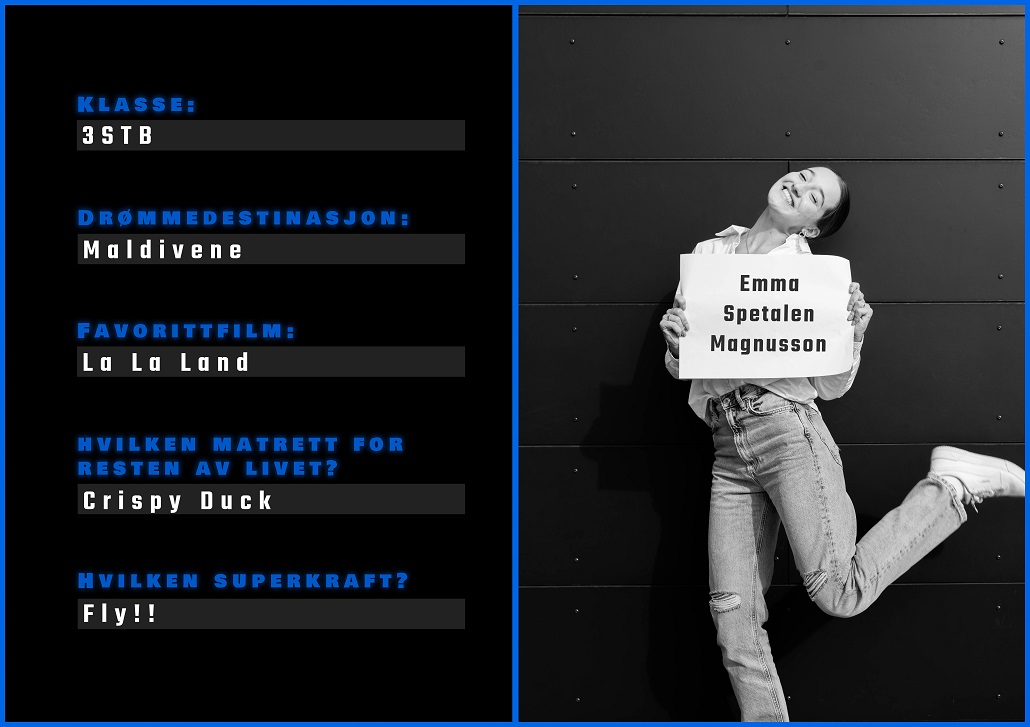 Klasse:
3STB
Drømmedestinasjon:
Maldivene
Favorittfilm:
La La Land
hvilken matrett for
resten av livet?
Crispy Duck
Hvilken superkraft?
Fly!!
Emma
Spetalen
Magnusson